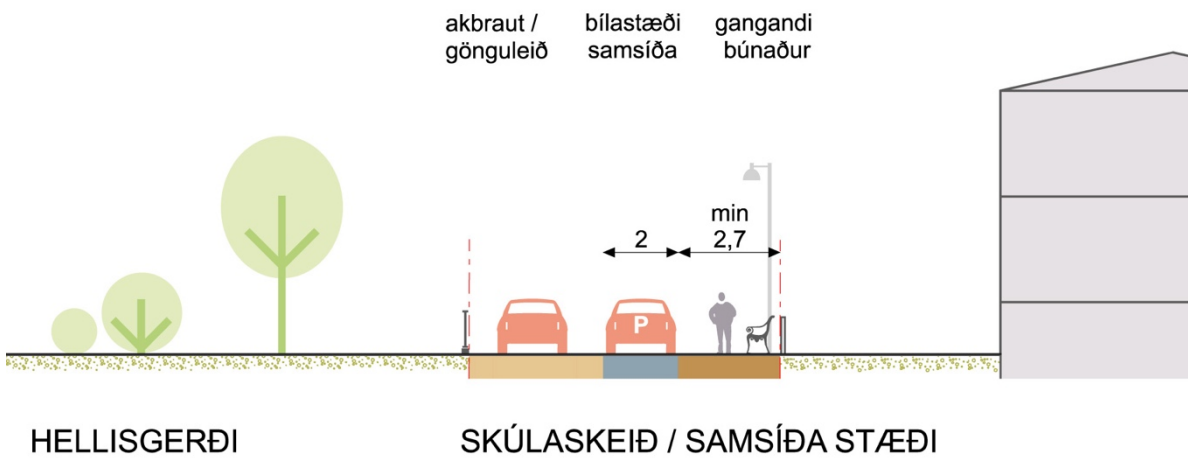 akbraut /
gönguleið
bílastæði
samsíða
gangandi
búnaður
min
2
2,7
P
HELLISGERÐI
SKÚLASKEIÐ / SAMSÍÐA STÆÐI